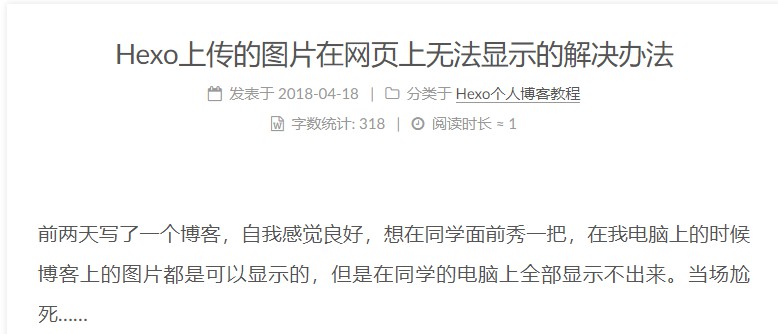 Hexo上传的图片在网页上无法显示的解决办法
发表于 2018-04-18 | 分类于 Hexo个人博客教程
字数统计: 318 | 阅读时长 ≈ 1
前两天写了一个博客，自我感觉良好，想在同学面前秀一把，在我电脑上的时候
博客上的图片都是可以显示的，但是在同学的电脑上全部显示不出来。当场尬
死......